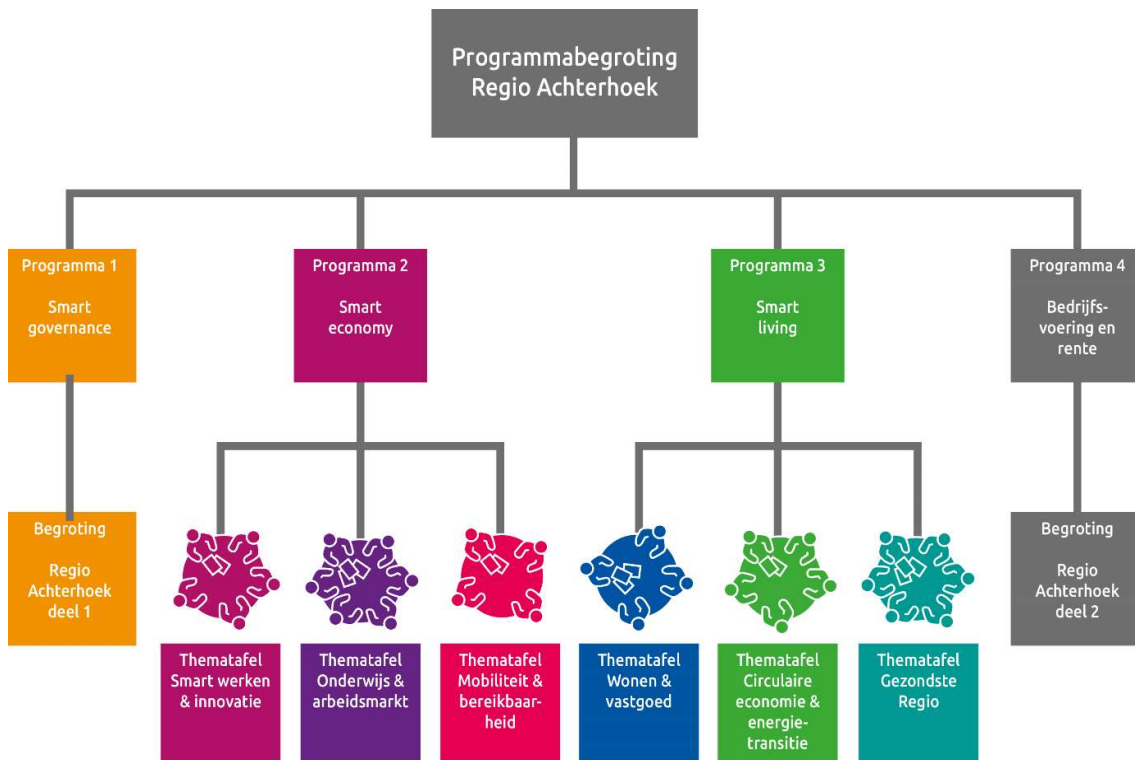 Programmabegroting
Regio Achterhoek
Programma 1
Smart
governance
Programma 2
Smart
economy
Programma 3
Smart
living
Programma 4
Bedrijfs-
voering en
rente
Begroting
Regio
Achterhoek
deel 1
Thematafel
Smart werken
& innovatie
Thematafel
Onderwijs &
arbeidsmarkt
Thematafel
Mobiliteit &
bereikbaar-
heid
Thematafel
Wonen &
vastgoed
Thematafel
Circulaire
economie &
energie-
transitie
Thematafel
Gezondste
Regio
Begroting
Regio
Achterhoek
deel 2